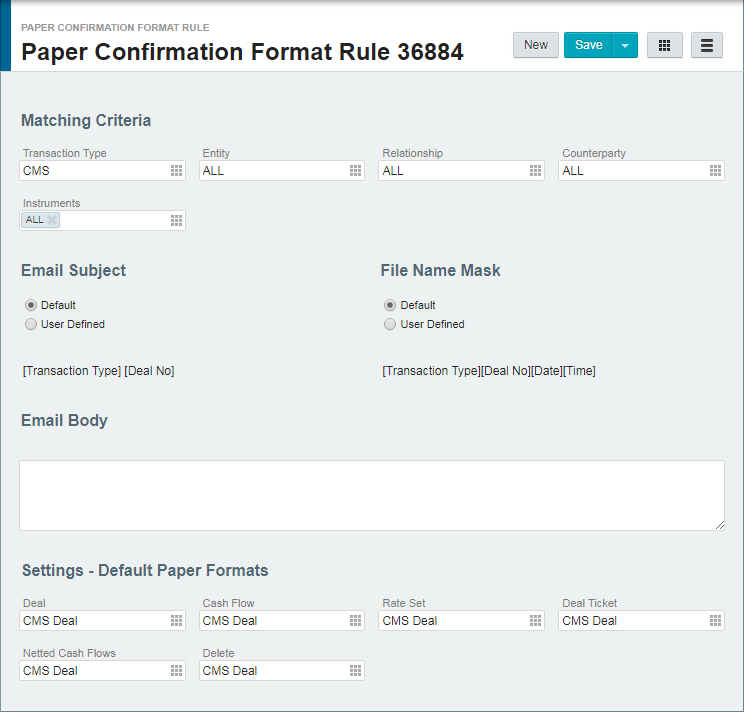 PAPER CONFIRMATION FORMAT RULE
Paper Confirmation Format Rule 36884
New Save
Matching Criteria
Transaction Type Entity Relationship Counterparty
CMS ALL ALL ALL
Instruments
ALL
Email Subject File Name Mask
Default Default
User Defined User Defined
[Transaction Type] [Deal No] [Transaction Type][Deal No][Date][Time]
Email Body
Settings - Default Paper Formats
Deal Cash Flow Rate Set Deal Ticket
CMS Deal CMS Deal CMS Deal CMS Deal
Netted Cash Flows Delete
CMS Deal CMS Deal